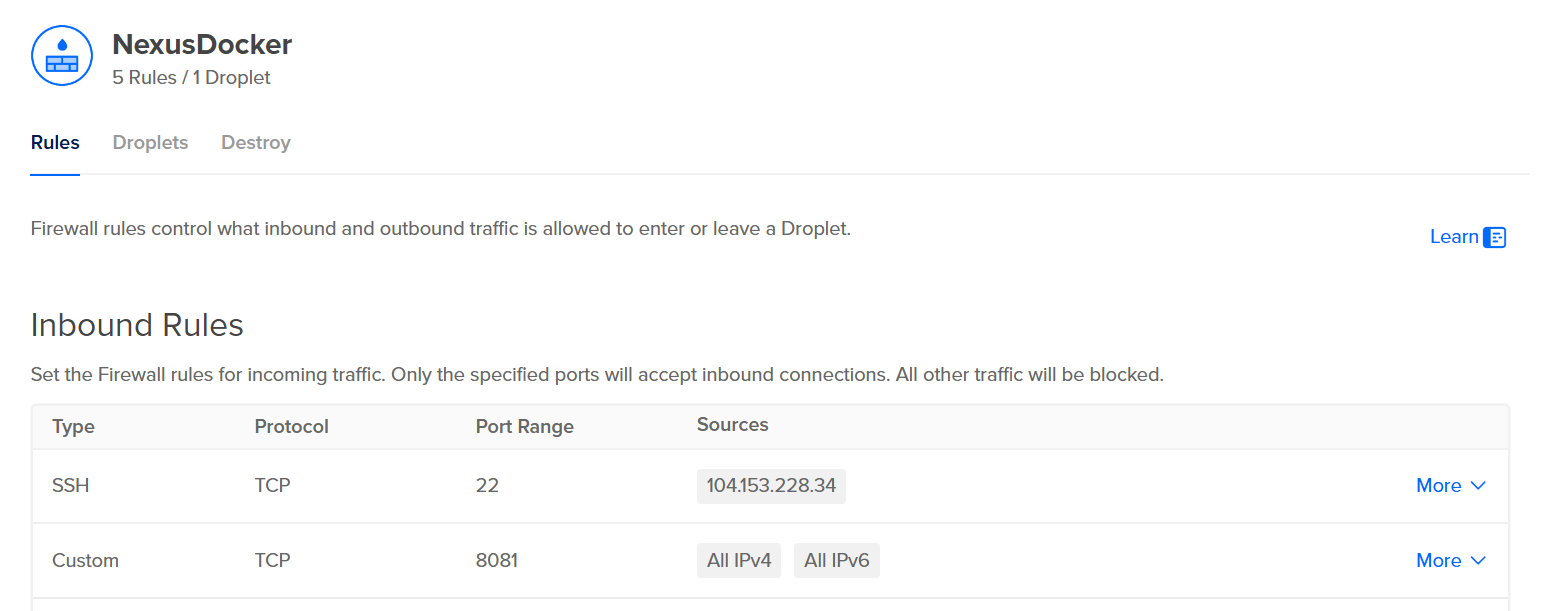 NexusDocker
5 Rules / 1 Droplet
Rules Droplets Destroy
Firewall rules control what inbound and outbound traffic is allowed to enter or leave a Droplet.
Learn
Inbound Rules
Set the Firewall rules for incoming traffic. Only the specified ports will accept inbound connections. All other traffic will be blocked.
Type Protocol Port Range Sources
SSH TCP 22 104.153.228.34 More
Custom TCP 8081 All IPv4 All IPv6 More